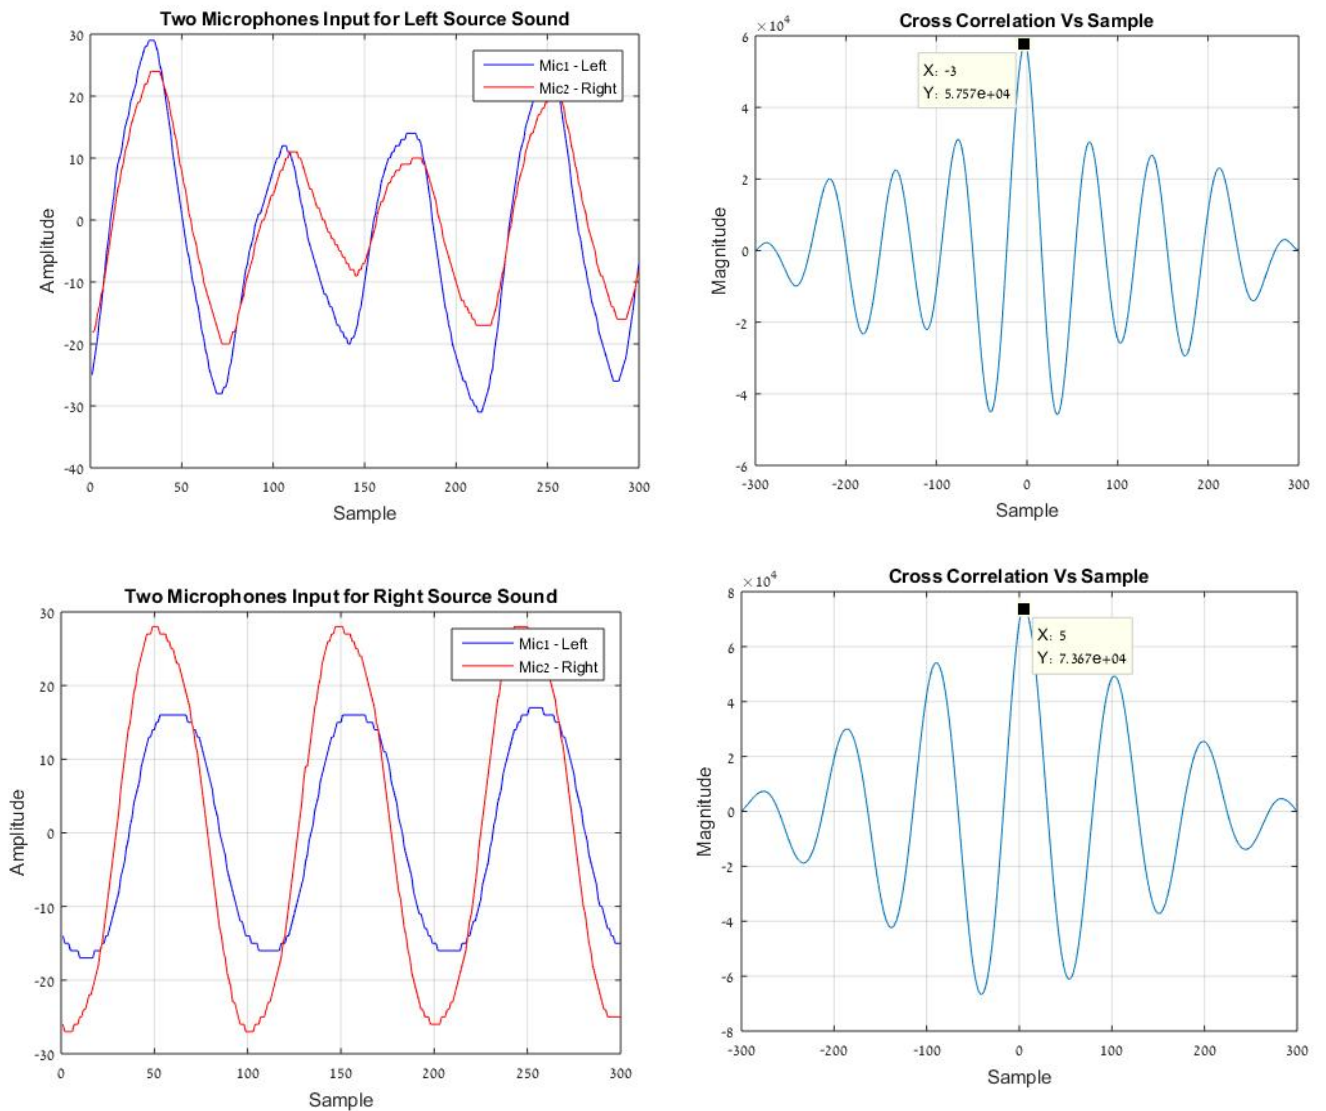 Two Microphones Input for Left Source Sound
30
20
10
0
-10
-20
-30
-40
0 50 100 150 200 250 300
Amplitude
Sample
Mic1 - Left
Mic2 - Right
Cross Correlation Vs Sample
×10^4
6
4
2
0
-2
-4
-6
-300 -200 -100 0 100 200 300
Magnitude
Sample
X: -3
Y: 5.757e+04
Two Microphones Input for Right Source Sound
30
20
10
0
-10
-20
-30
0 50 100 150 200 250 300
Amplitude
Sample
Mic1 - Left
Mic2 - Right
Cross Correlation Vs Sample
×10^4
8
6
4
2
0
-2
-4
-6
-8
-300 -200 -100 0 100 200 300
Magnitude
Sample
X: 5
Y: 7.367e+04